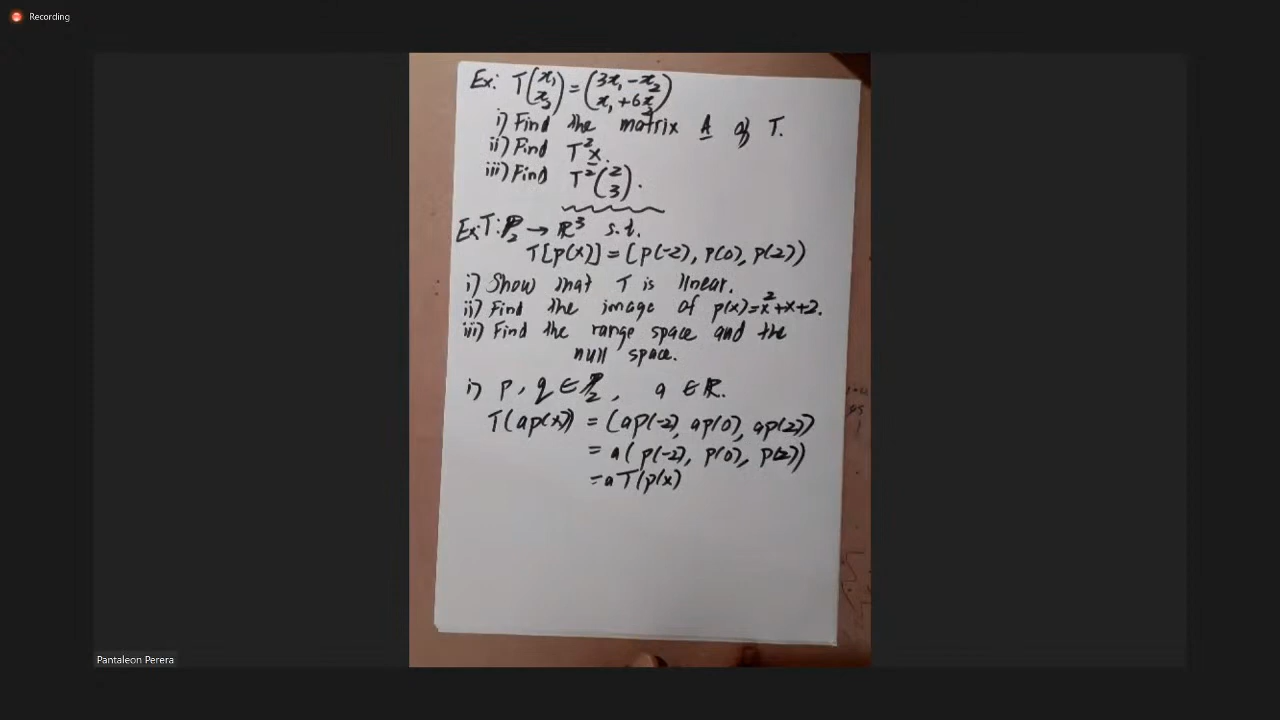 Recording
Ex: T(x₁ x₂) = (3x₁ - x₂ x₁ + 6x₂)
i) Find the matrix A of T.
ii) Find T²x.
iii) Find T²(2 3).
Ex: T: P₂ → R³ s.t.
T[p(x)] = (p(-2), p(0), p(2))
i) Show that T is linear.
ii) Find the image of p(x)=x²+x+2.
iii) Find the range space and the
null space.
i) p, q ∈ P₂, a ∈ R.
T(ap(x)) = (ap(-2), ap(0), ap(2))
= a(p(-2), p(0), p(2))
= aT(p(x)
Pantaleon Perera